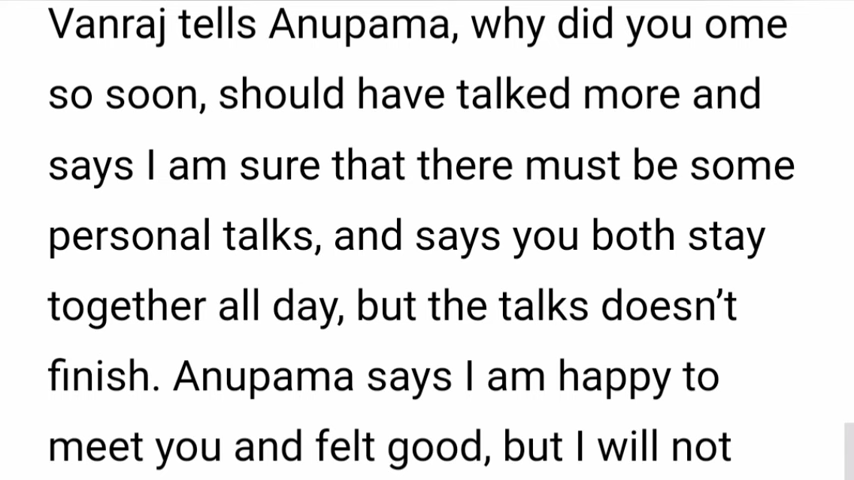 Vanraj tells Anupama, why did you ome
so soon, should have talked more and
says I am sure that there must be some
personal talks, and says you both stay
together all day, but the talks doesn’t
finish. Anupama says I am happy to
meet you and felt good, but I will not